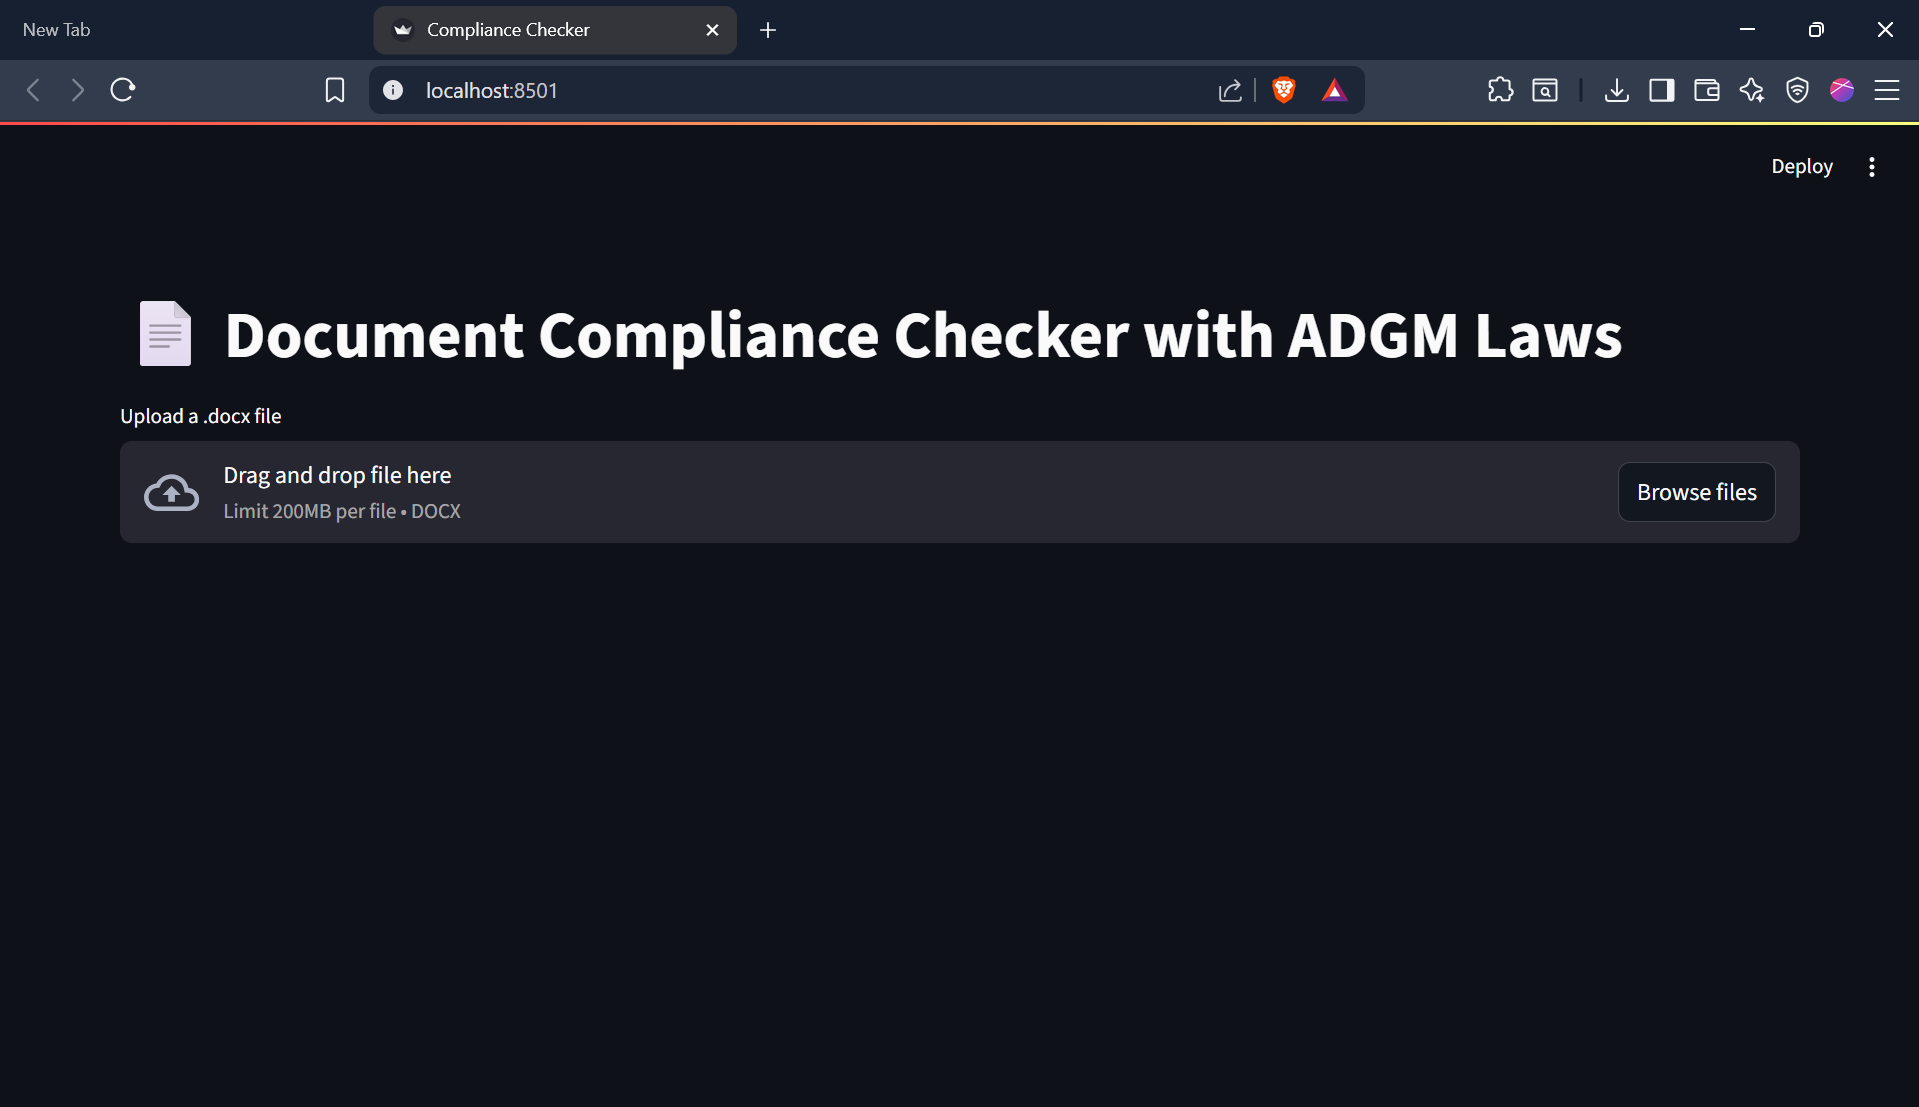 New Tab
Compliance Checker
localhost:8501
Deploy
Document Compliance Checker with ADGM Laws
Upload a .docx file
Drag and drop file here
Limit 200MB per file • DOCX
Browse files